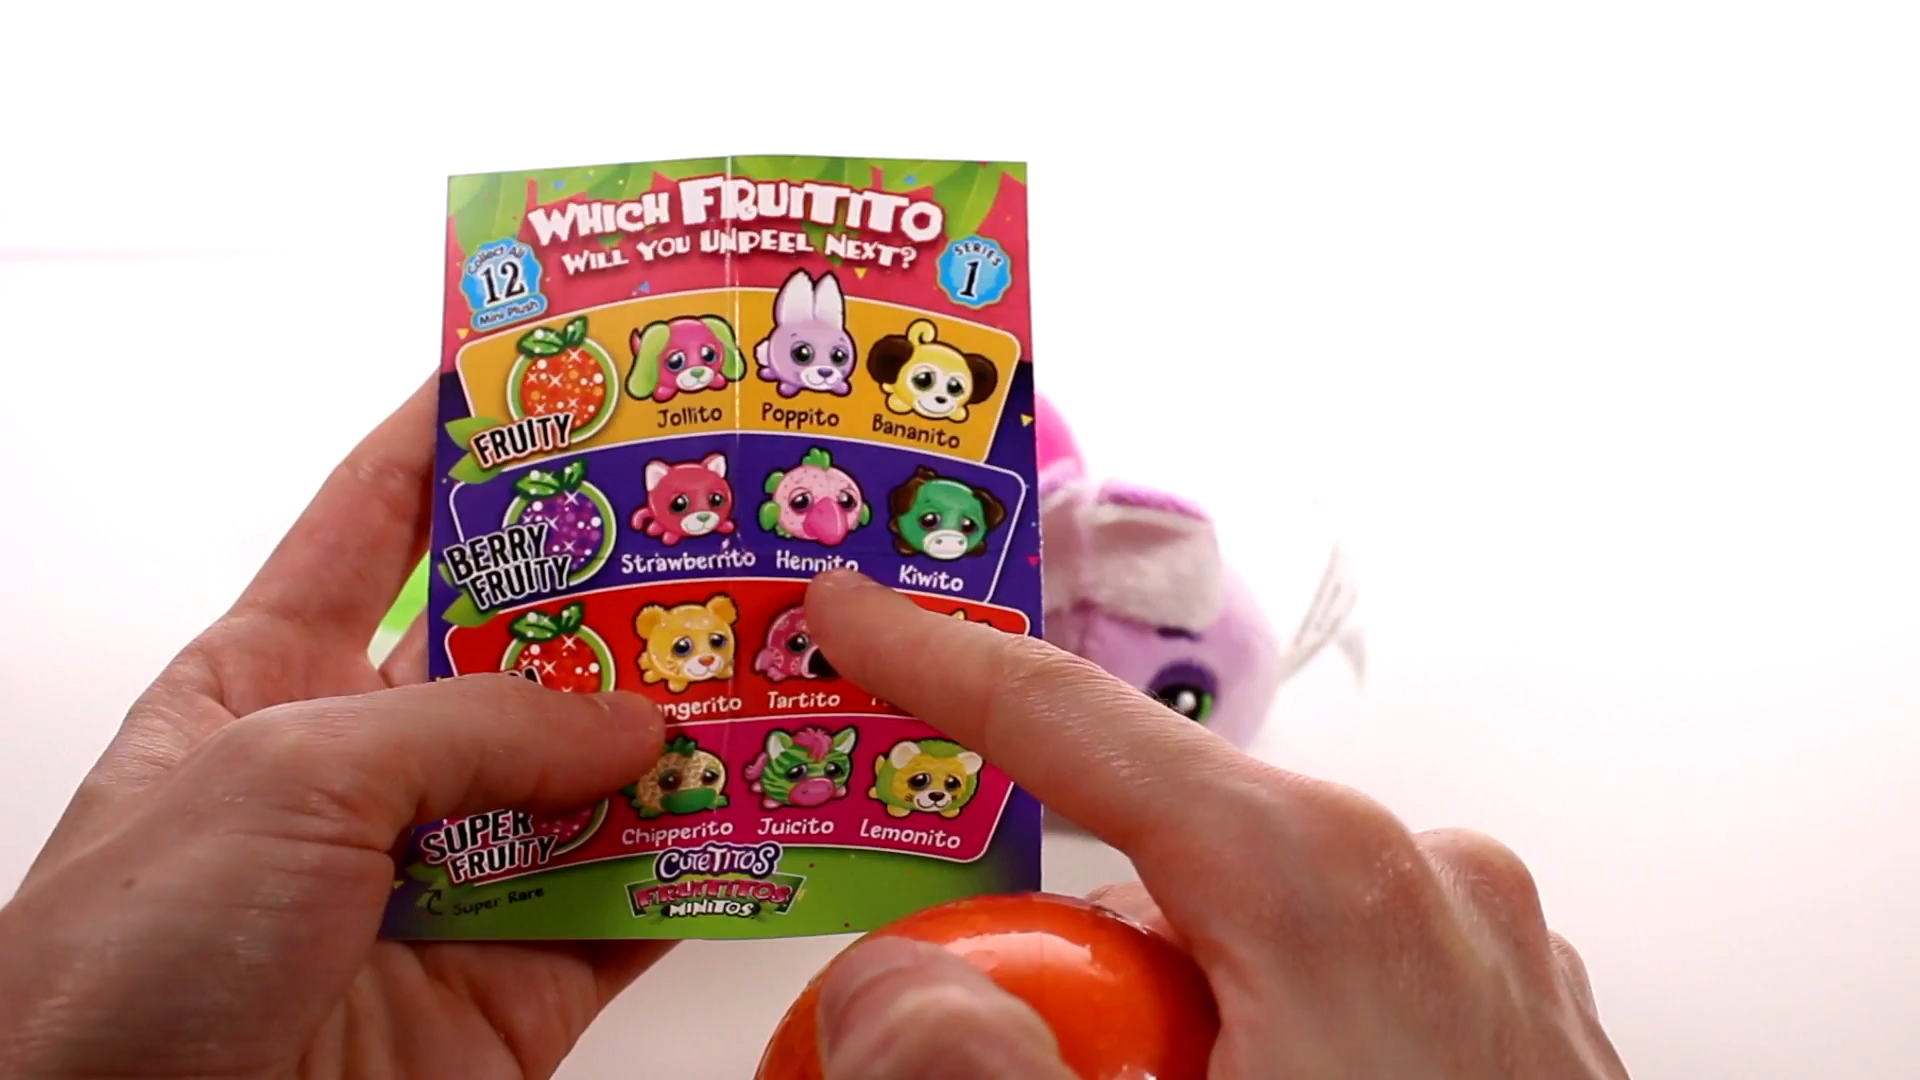 WHICH FRUITITO
WILL YOU UNPEEL NEXT?
Collect All
12
Mini Plush
SERIES
1
FRUITY
Jollito
Poppito
Bananito
BERRY
FRUITY
Strawberrito
Hennito
Kiwito
Tartito
SUPER
FRUITY
Chipperito
Juicito
Lemonito
Super Rare
CUTETITOS
FRUITITOS
MINITOS